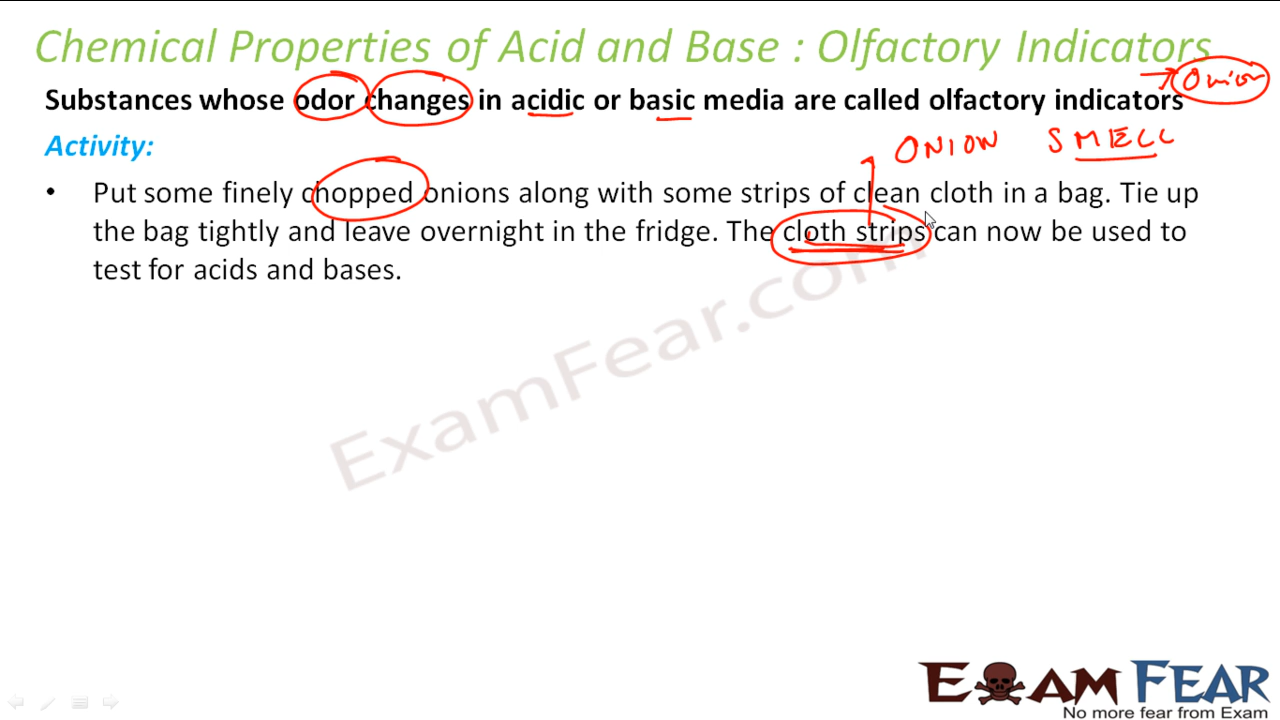 Chemical Properties of Acid and Base : Olfactory Indicators
Onion
Substances whose odor changes in acidic or basic media are called olfactory indicators
Activity:
ONION SMELL
• Put some finely chopped onions along with some strips of clean cloth in a bag. Tie up
the bag tightly and leave overnight in the fridge. The cloth strips can now be used to
test for acids and bases.
ExamFear.com
EXAM FEAR
No more fear from Exam